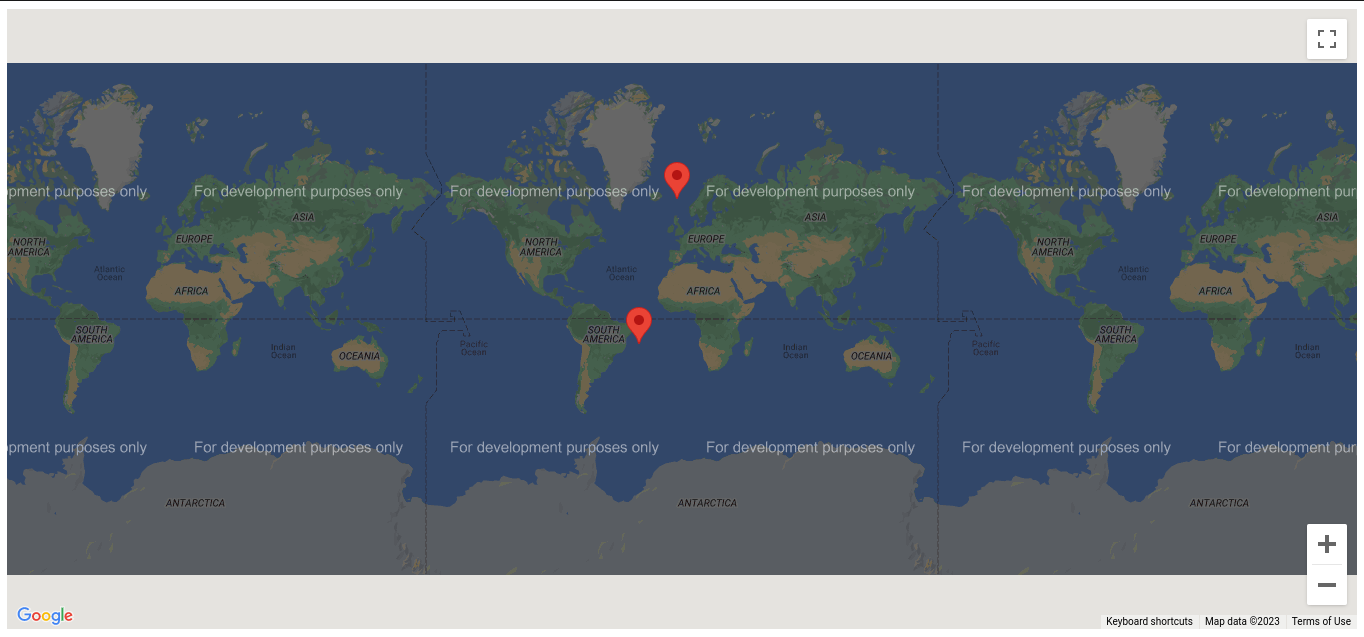 opment purposes only
For development purposes only
For development purposes only
For development purposes only
For development purposes only
For development pur
ASIA
ASIA
ASIA
EUROPE
EUROPE
EUROPE
NORTH
AMERICA
NORTH
AMERICA
NORTH
AMERICA
Atlantic
Ocean
Atlantic
Ocean
Atlantic
Ocean
AFRICA
AFRICA
AFRICA
SOUTH
AMERICA
SOUTH
AMERICA
SOUTH
AMERICA
Indian
Ocean
Pacific
Ocean
Indian
Ocean
Pacific
Ocean
Indian
Ocean
OCEANIA
OCEANIA
opment purposes only
For development purposes only
For development purposes only
For development purposes only
For development purposes only
For development pur
ANTARCTICA
ANTARCTICA
ANTARCTICA
Google
Keyboard shortcuts Map data ©2023 Terms of Use